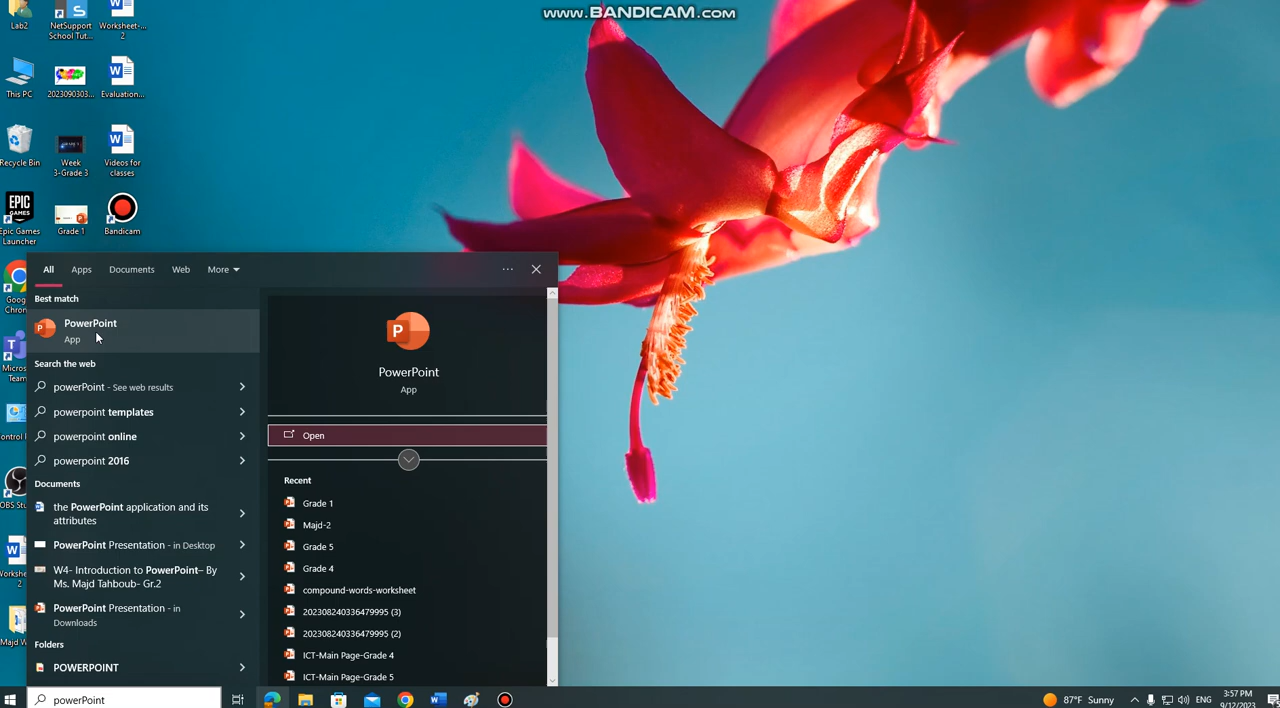 www.BANDICAM.com
Lab2
NetSupport
School Tut...
Worksheet-...
2
This PC
2023090303...
Evaluation...
Recycle Bin
Week
3-Grade 3
Videos for
classes
EPIC
GAMES
Epic Games
Launcher
Grade 1
Bandicam
All
Apps
Documents
Web
More
Best match
PowerPoint
App
Search the web
powerPoint - See web results
powerpoint templates
powerpoint online
powerpoint 2016
Documents
the PowerPoint application and its
attributes
PowerPoint Presentation - in Desktop
W4- Introduction to PowerPoint– By
Ms. Majd Tahboub- Gr.2
PowerPoint Presentation - in
Downloads
Folders
POWERPOINT
PowerPoint
App
Open
Recent
Grade 1
Majd-2
Grade 5
Grade 4
compound-words-worksheet
202308240336479995 (3)
202308240336479995 (2)
ICT-Main Page-Grade 4
ICT-Main Page-Grade 5
powerPoint
87°F Sunny
ENG
3:57 PM
9/12/2023